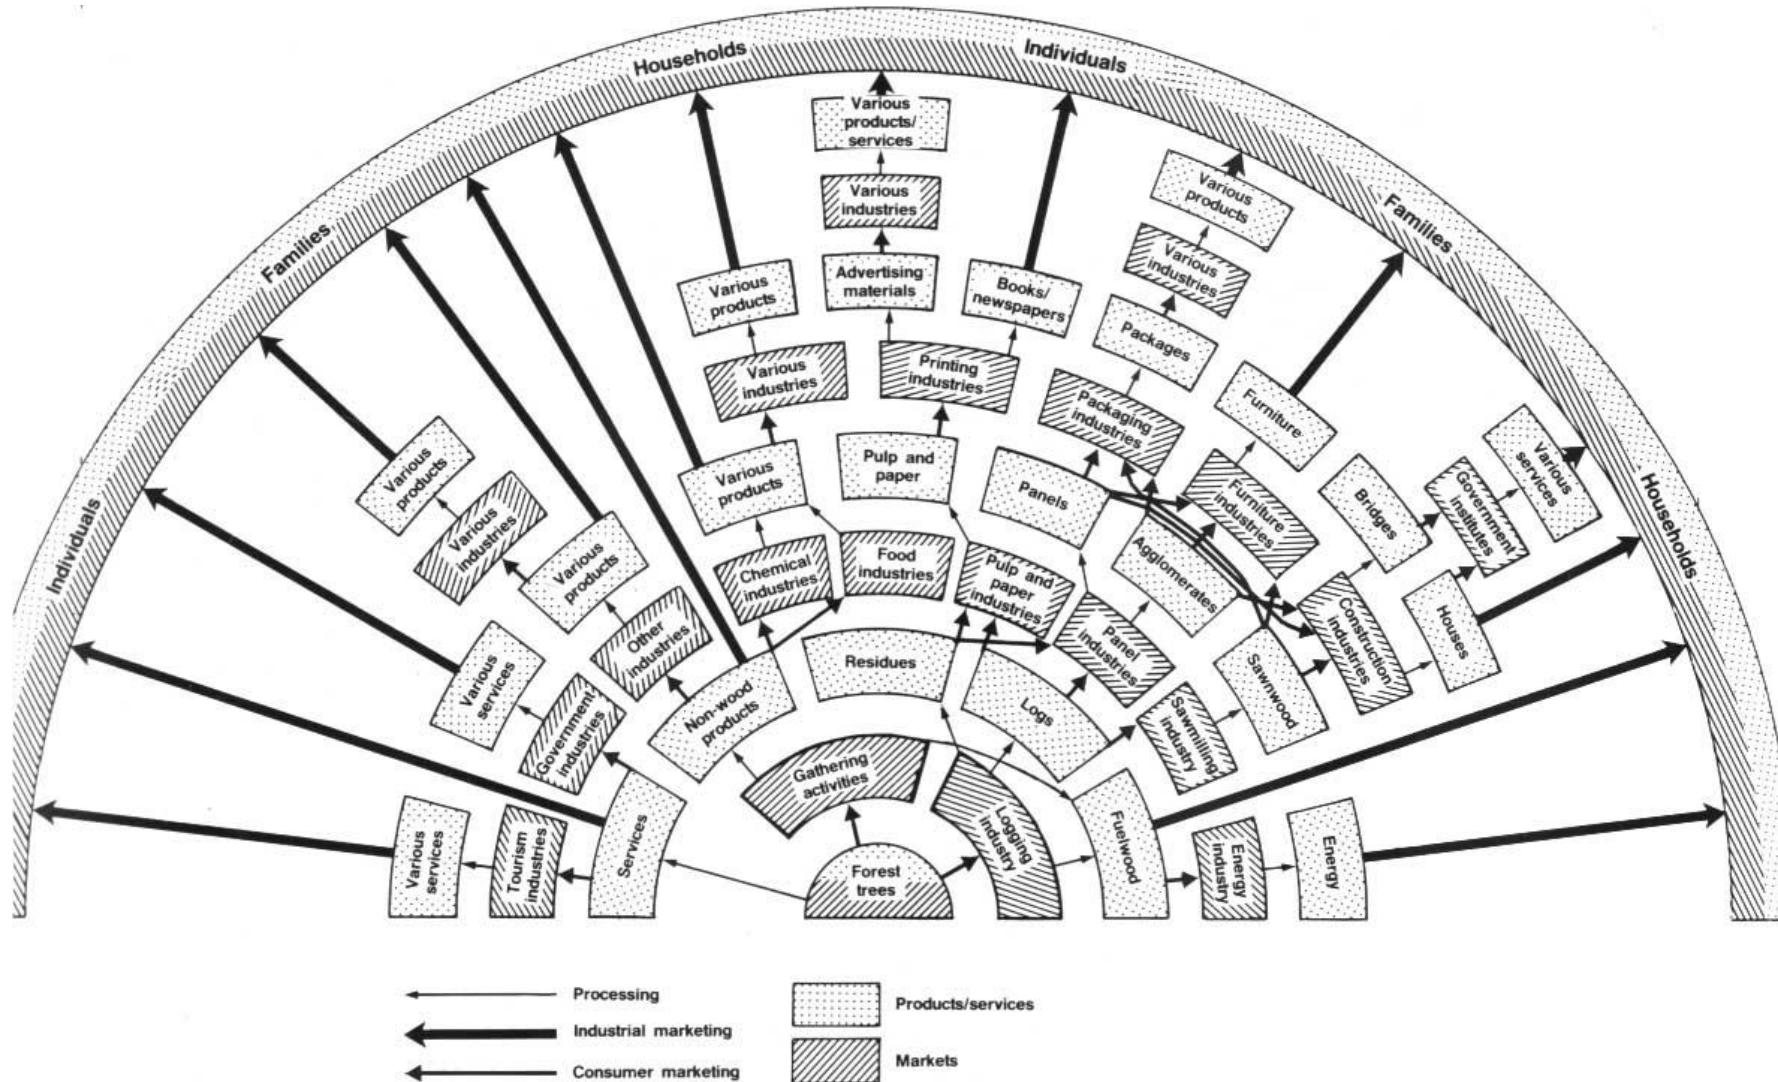 Households
Individuals
Families
Families
Individuals
Households
Various
products/
services
Various
industries
Advertising
materials
Various
products
Books/
newspapers
Various
products
Various
industries
Packages
Various
industries
Printing
industries
Packaging
industries
Furniture
Various
products
Various
industries
Various
products
Various
products
Pulp and
paper
Panels
Furniture
industries
Bridges
Government
institutes
Various
services
Chemical
industries
Food
industries
Pulp and
paper
industries
Agglomerates
Construction
industries
Houses
Various
services
Other
industries
Government
industries
Non-wood
products
Residues
Logs
Panel
industries
Sawnwood
Sawmilling
industry
Gathering
activities
Logging
industry
Various
services
Tourism
industries
Services
Forest
trees
Fuelwood
Energy
industry
Energy
Processing
Industrial marketing
Consumer marketing
Products/services
Markets